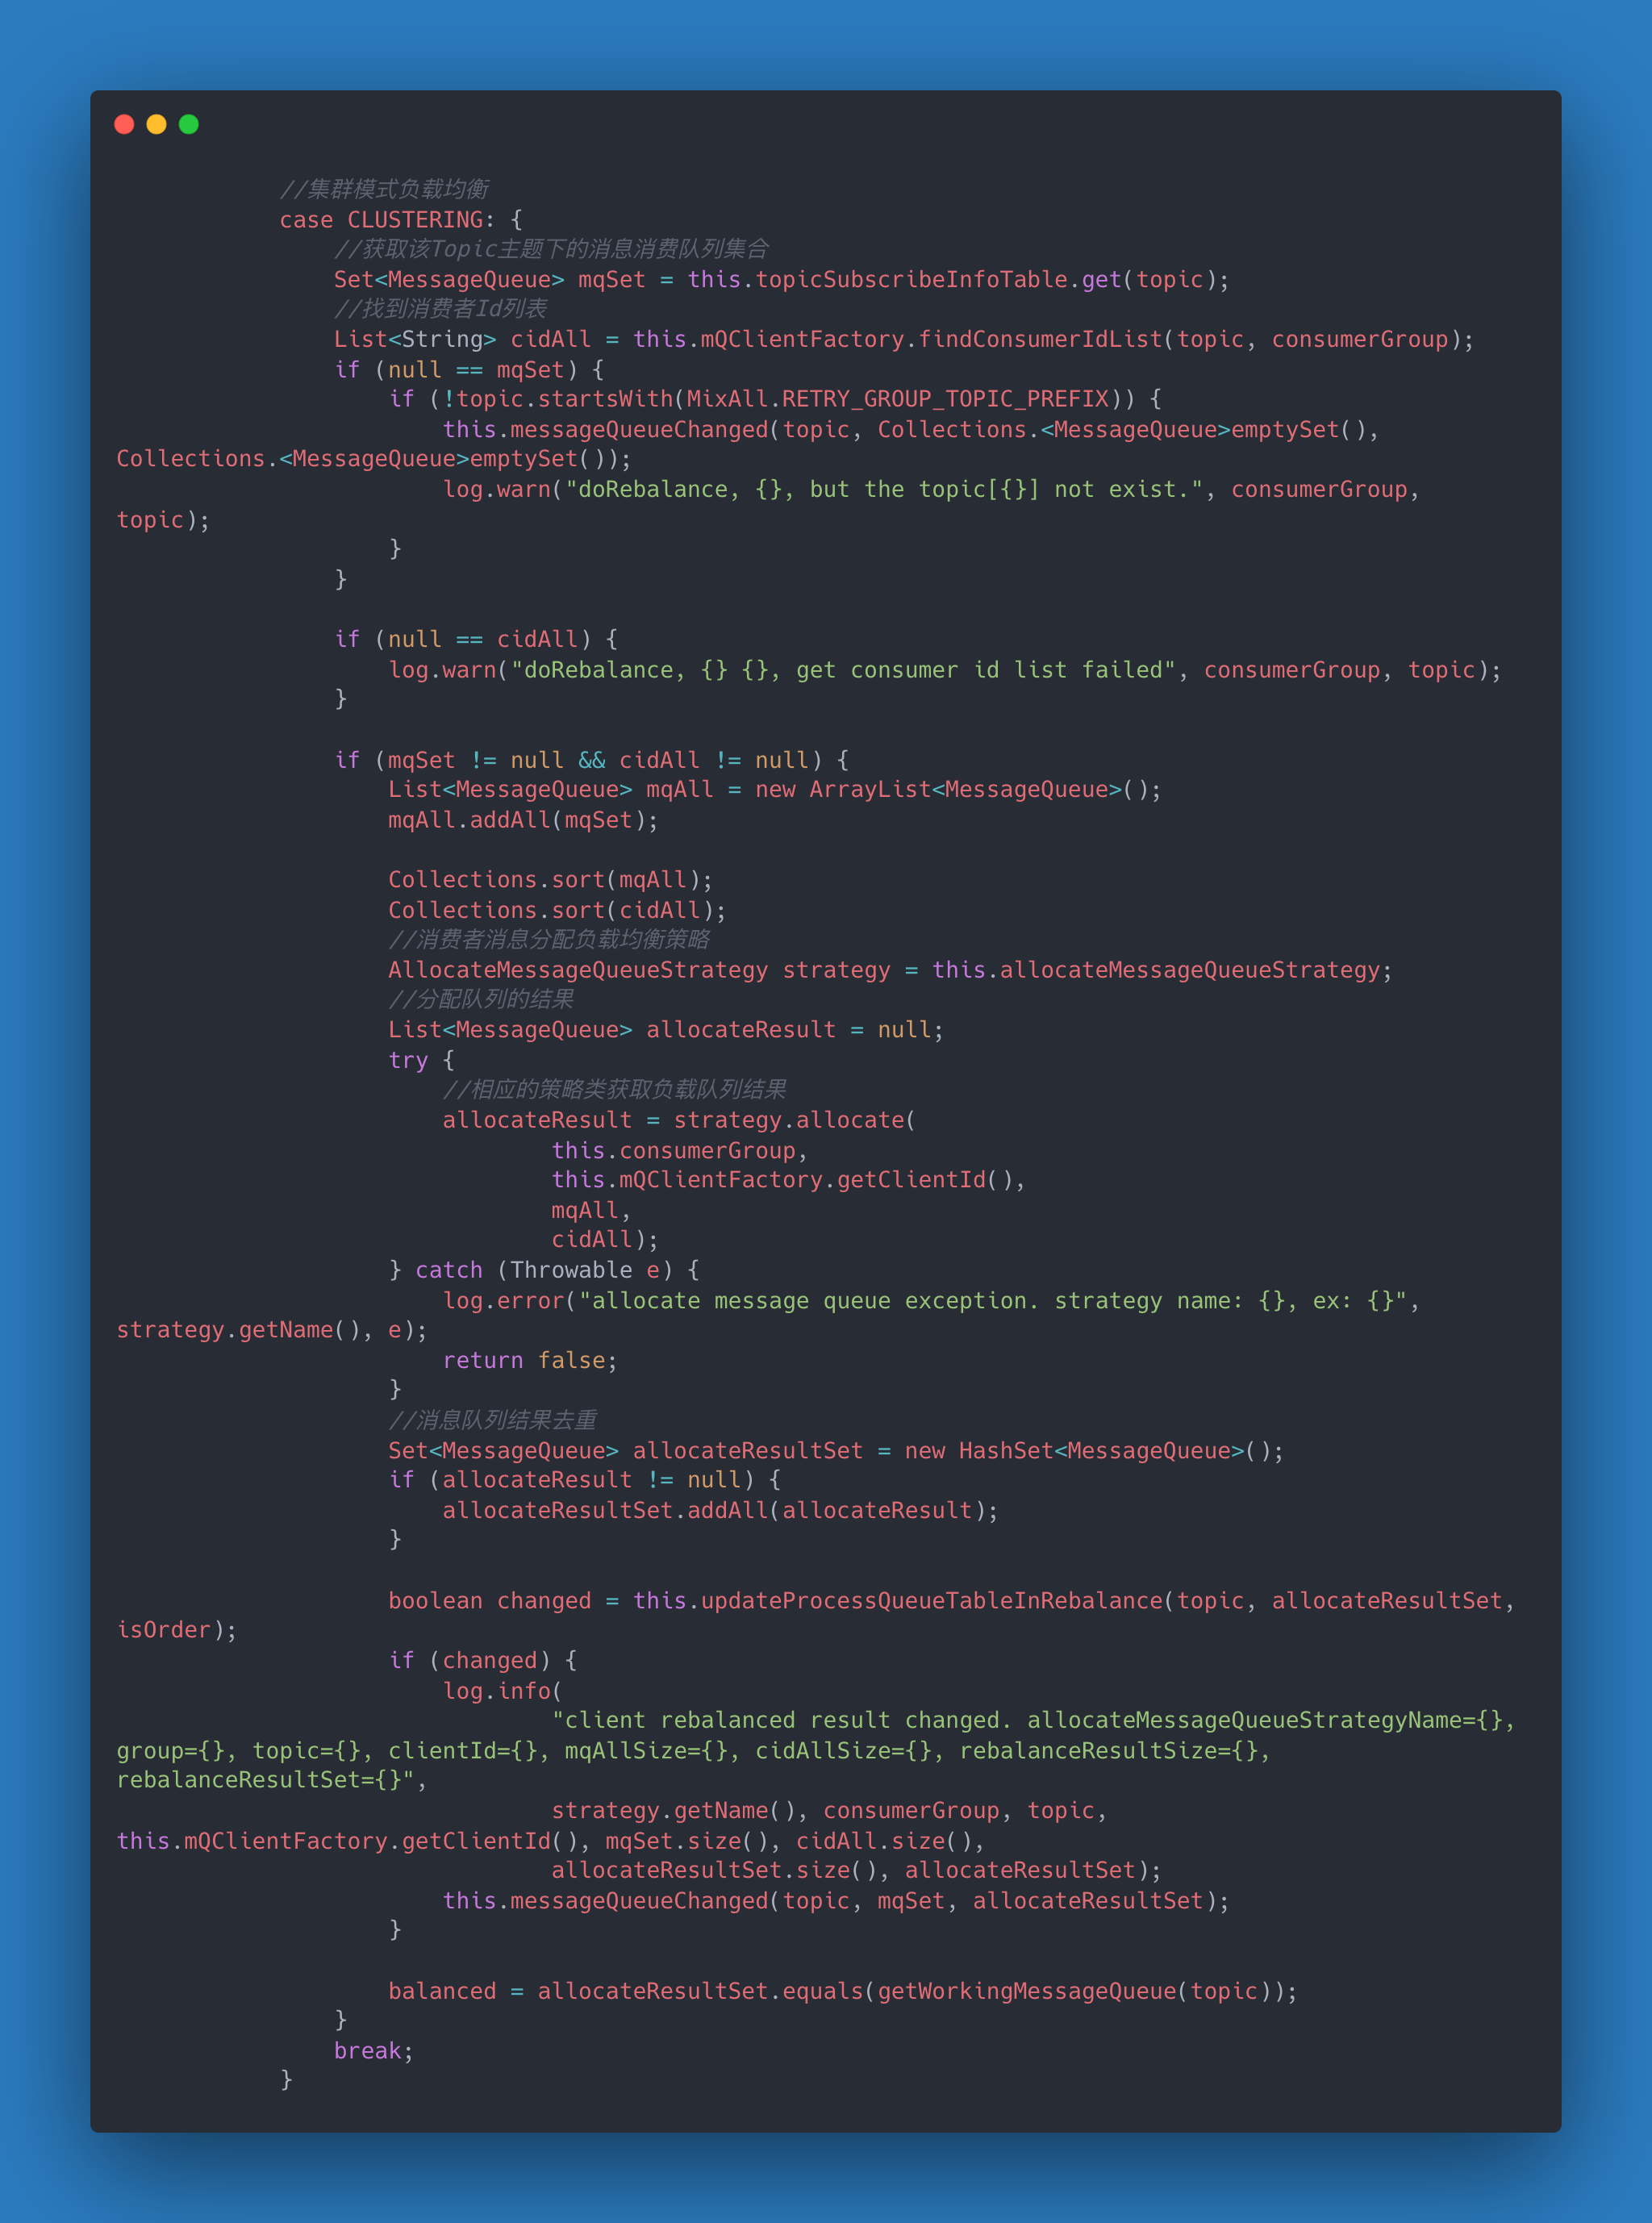 //集群模式负载均衡
case CLUSTERING: {
//获取该Topic主题下的消息消费队列集合
Set<MessageQueue> mqSet = this.topicSubscribeInfoTable.get(topic);
//找到消费者Id列表
List<String> cidAll = this.mQClientFactory.findConsumerIdList(topic, consumerGroup);
if (null == mqSet) {
if (!topic.startsWith(MixAll.RETRY_GROUP_TOPIC_PREFIX)) {
this.messageQueueChanged(topic, Collections.<MessageQueue>emptySet(),
Collections.<MessageQueue>emptySet());
log.warn("doRebalance, {}, but the topic[{}] not exist.", consumerGroup,
topic);
}
}
if (null == cidAll) {
log.warn("doRebalance, {} {}, get consumer id list failed", consumerGroup, topic);
}
if (mqSet != null && cidAll != null) {
List<MessageQueue> mqAll = new ArrayList<MessageQueue>();
mqAll.addAll(mqSet);
Collections.sort(mqAll);
Collections.sort(cidAll);
//消费者消息分配负载均衡策略
AllocateMessageQueueStrategy strategy = this.allocateMessageQueueStrategy;
//分配队列的结果
List<MessageQueue> allocateResult = null;
try {
//相应的策略类获取负载队列结果
allocateResult = strategy.allocate(
this.consumerGroup,
this.mQClientFactory.getClientId(),
mqAll,
cidAll);
} catch (Throwable e) {
log.error("allocate message queue exception. strategy name: {}, ex: {}",
strategy.getName(), e);
return false;
}
//消息队列结果去重
Set<MessageQueue> allocateResultSet = new HashSet<MessageQueue>();
if (allocateResult != null) {
allocateResultSet.addAll(allocateResult);
}
boolean changed = this.updateProcessQueueTableInRebalance(topic, allocateResultSet,
isOrder);
if (changed) {
log.info(
"client rebalanced result changed. allocateMessageQueueStrategyName={},
group={}, topic={}, clientId={}, mqAllSize={}, cidAllSize={}, rebalanceResultSize={},
rebalanceResultSet={}",
strategy.getName(), consumerGroup, topic,
this.mQClientFactory.getClientId(), mqSet.size(), cidAll.size(),
allocateResultSet.size(), allocateResultSet);
this.messageQueueChanged(topic, mqSet, allocateResultSet);
}
balanced = allocateResultSet.equals(getWorkingMessageQueue(topic));
}
break;
}